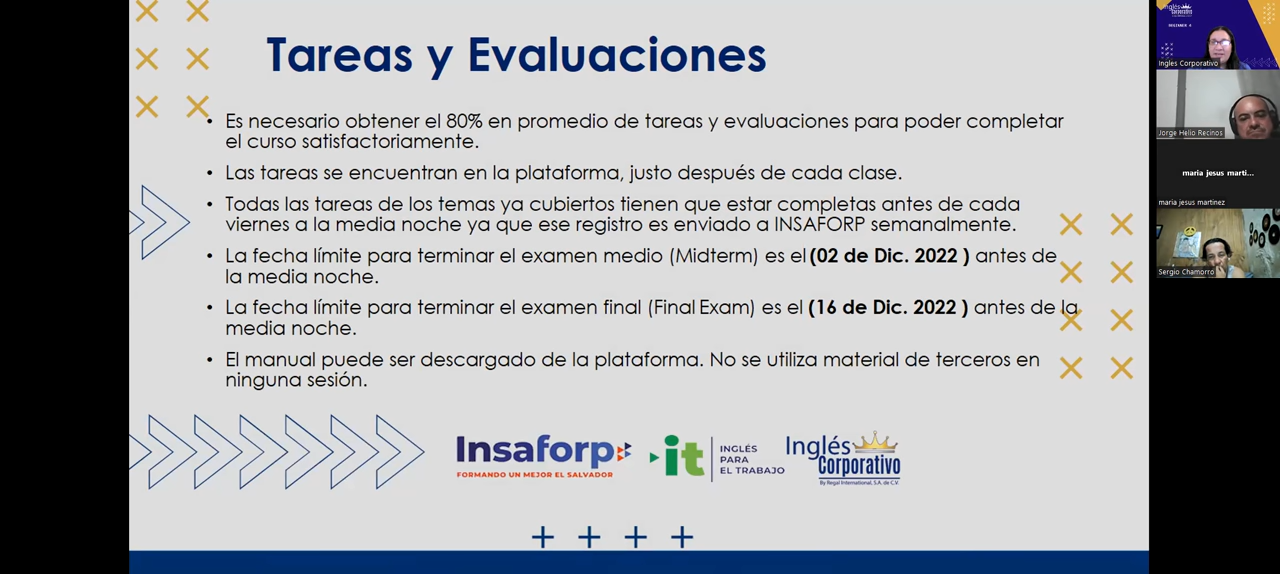 Tareas y Evaluaciones
• Es necesario obtener el 80% en promedio de tareas y evaluaciones para poder completar
el curso satisfactoriamente.
• Las tareas se encuentran en la plataforma, justo después de cada clase.
• Todas las tareas de los temas ya cubiertos tienen que estar completas antes de cada
viernes a la media noche ya que ese registro es enviado a INSAFORP semanalmente.
• La fecha límite para terminar el examen medio (Midterm) es el (02 de Dic. 2022 ) antes de
la media noche.
• La fecha límite para terminar el examen final (Final Exam) es el (16 de Dic. 2022 ) antes de la
media noche.
• El manual puede ser descargado de la plataforma. No se utiliza material de terceros en
ninguna sesión.
Insaforp
FORMANDO UN MEJOR EL SALVADOR
it
INGLÉS
PARA
EL TRABAJO
Inglés
Corporativo
By Regal International, S.A. de C.V.
Inglés
Corporativo
Ingles Corporativo
Jorge Helio Recinos
maria jesus marti...
maria jesus martinez
Sergio Chamorro